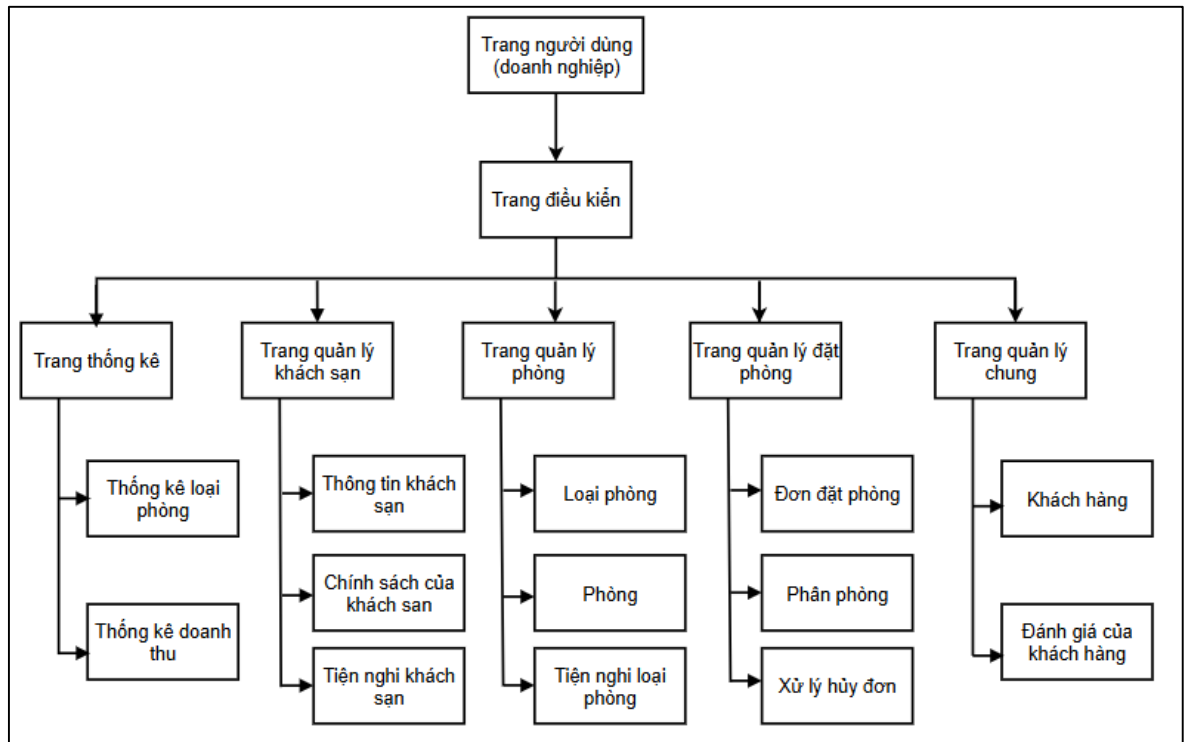 Trang người dùng
(doanh nghiệp)
Trang điều kiển
Trang thống kê
Trang quản lý
khách sạn
Trang quản lý
phòng
Trang quản lý đặt
phòng
Trang quản lý
chung
Thống kê loại
phòng
Thống kê doanh
thu
Thông tin khách
sạn
Chính sách của
khách san
Tiện nghi khách
sạn
Loại phòng
Phòng
Tiện nghi loại
phòng
Đơn đặt phòng
Phân phòng
Xử lý hủy đơn
Khách hàng
Đánh giá của
khách hàng